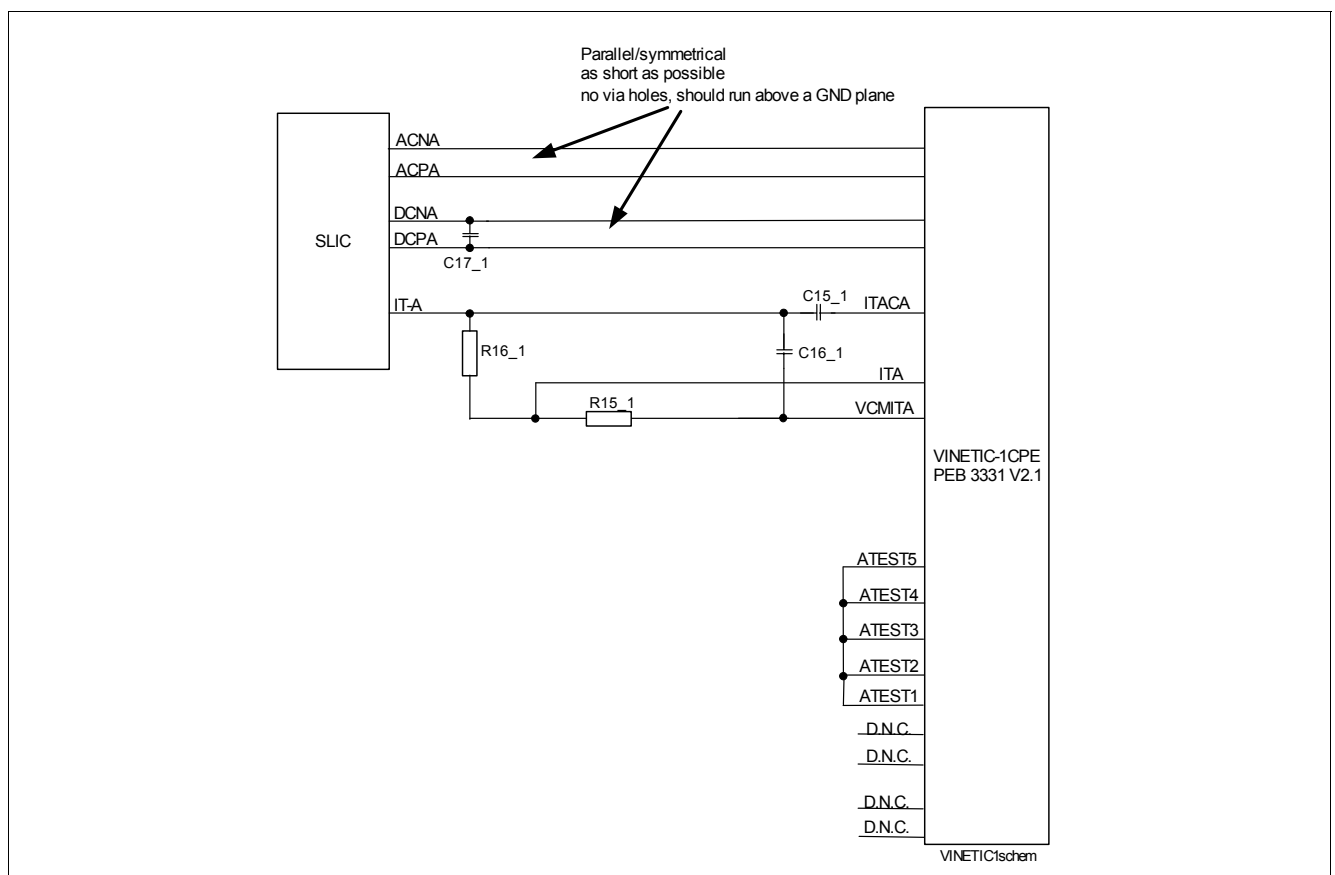 Parallel/symmetrical
as short as possible
no via holes, should run above a GND plane
ACNA
ACPA
DCNA
DCPA
SLIC
C17_1
IT-A
C15_1
ITACA
R16_1
C16_1
ITA
R15_1
VCMITA
VINETIC-1CPE
PEB 3331 V2.1
ATEST5
ATEST4
ATEST3
ATEST2
ATEST1
D.N.C.
D.N.C.
D.N.C.
D.N.C.
VINETIC1schem